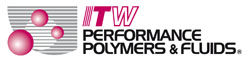 ITW
PERFORMANCE
POLYMERS & FLUIDS®